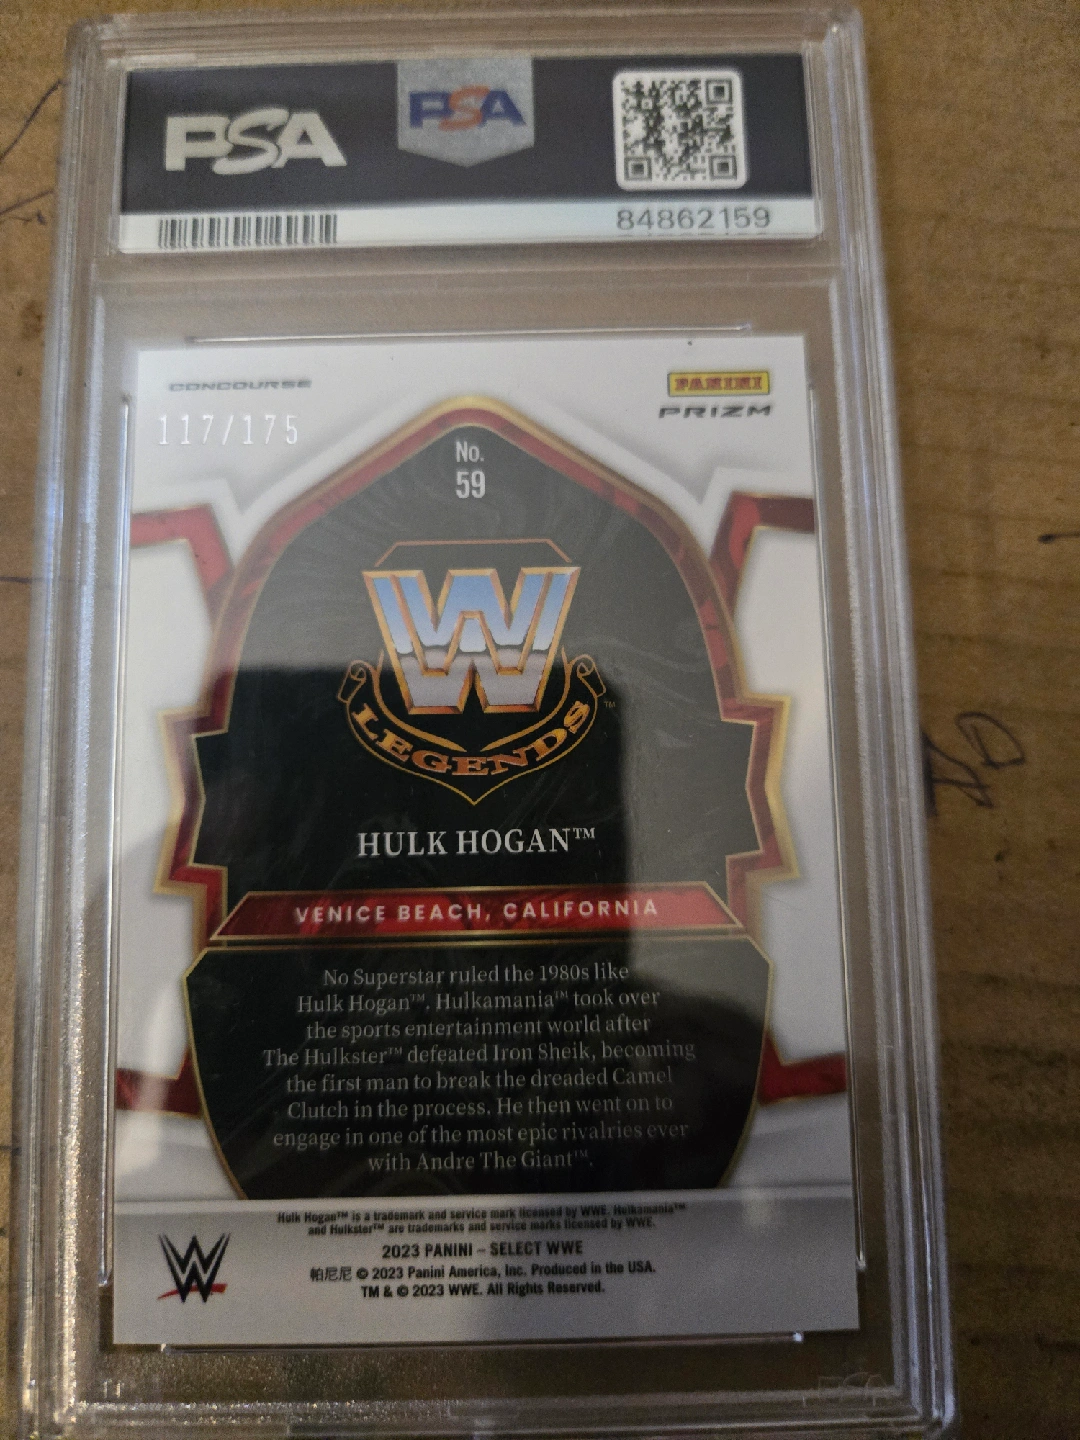 PSA
PSA
84862159
CONCOURSE
PANINI
117/175
PRIZM
No.
59
W
LEGENDS™
HULK HOGAN™
VENICE BEACH, CALIFORNIA
No Superstar ruled the 1980s like
Hulk Hogan™. Hulkamania™ took over
the sports entertainment world after
The Hulkster™ defeated Iron Sheik, becoming
the first man to break the dreaded Camel
Clutch in the process. He then went on to
engage in one of the most epic rivalries ever
with Andre The Giant™.
Hulk Hogan™ is a trademark and service mark licensed by WWE. Hulkamania™
and Hulkster™ are trademarks and service marks licensed by WWE.
W
2023 PANINI – SELECT WWE
帕尼尼 © 2023 Panini America, Inc. Produced in the USA.
TM & © 2023 WWE. All Rights Reserved.
PSA